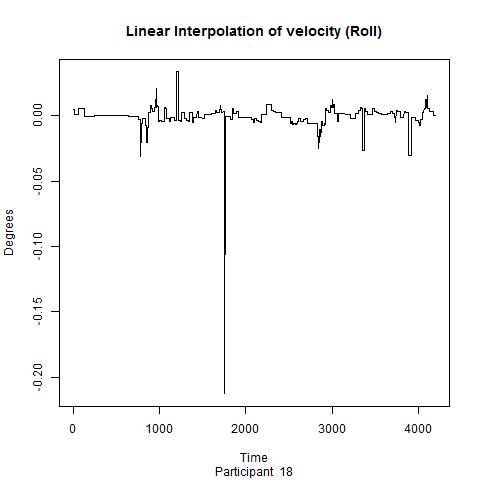 Linear Interpolation of velocity (Roll)
Degrees
0.00
-0.05
-0.10
-0.15
-0.20
0 1000 2000 3000 4000
Time
Participant 18